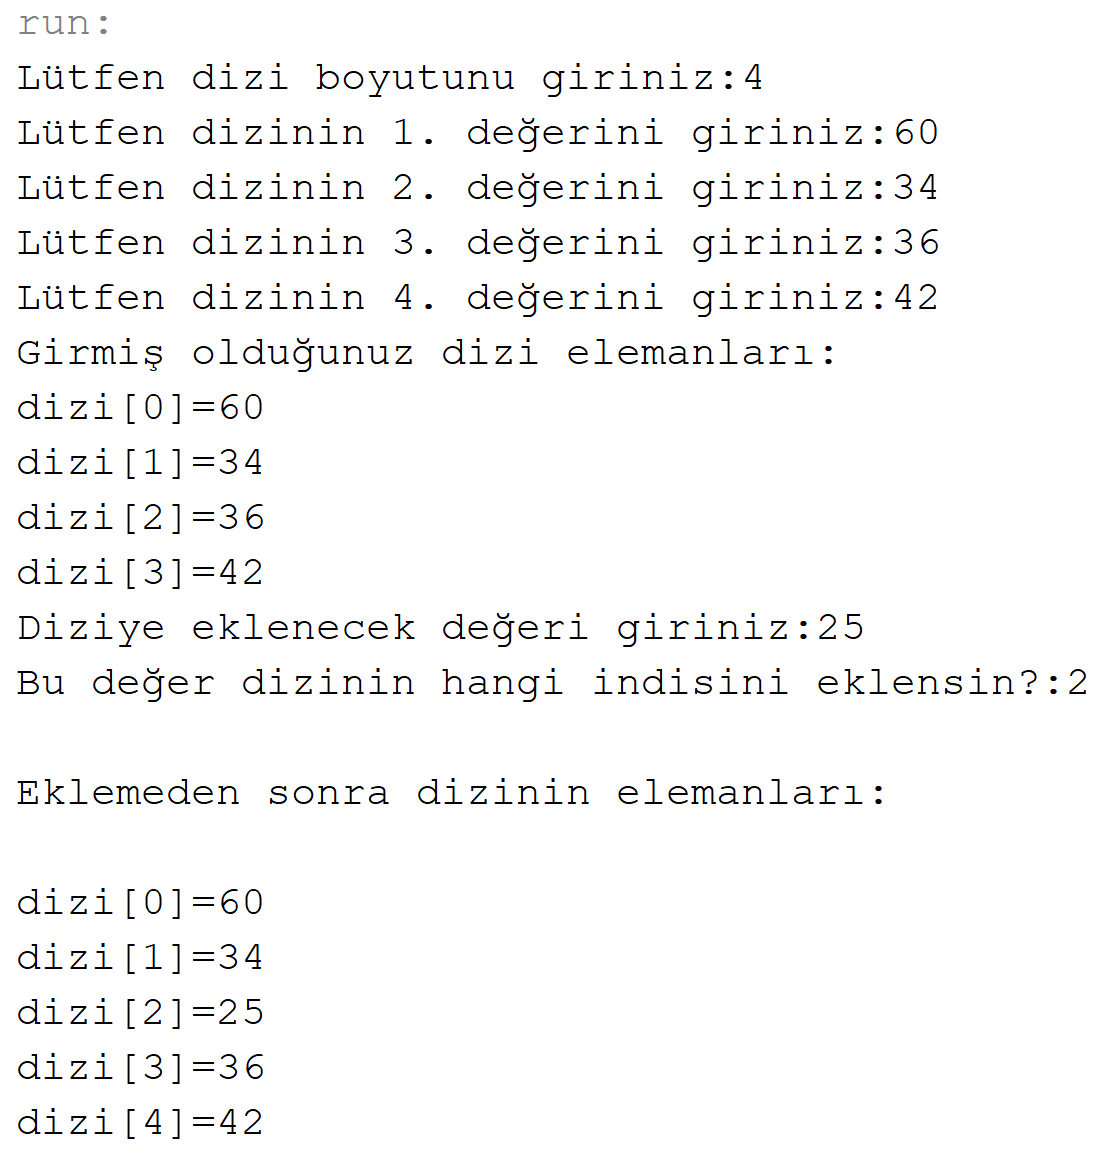 run:
Lütfen dizi boyutunu giriniz:4
Lütfen dizinin 1. değerini giriniz:60
Lütfen dizinin 2. değerini giriniz:34
Lütfen dizinin 3. değerini giriniz:36
Lütfen dizinin 4. değerini giriniz:42
Girmiş olduğunuz dizi elemanları:
dizi[0]=60
dizi[1]=34
dizi[2]=36
dizi[3]=42
Diziye eklenecek değeri giriniz:25
Bu değer dizinin hangi indisini eklensin?:2
Eklemeden sonra dizinin elemanları:
dizi[0]=60
dizi[1]=34
dizi[2]=25
dizi[3]=36
dizi[4]=42